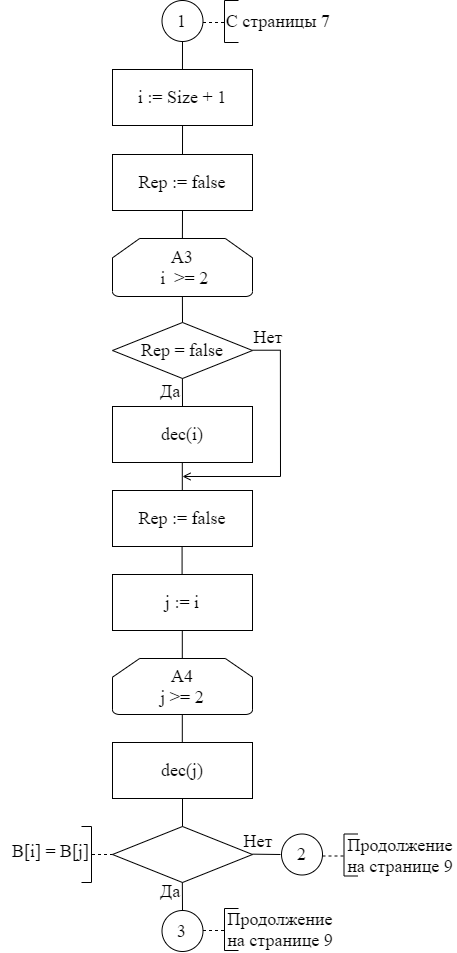 1
С страницы 7
i := Size + 1
Rep := false
A3
i >= 2
Rep = false
Нет
Да
dec(i)
Rep := false
j := i
A4
j >= 2
dec(j)
B[i] = B[j]
Нет
2
Продолжение
на странице 9
Да
3
Продолжение
на странице 9